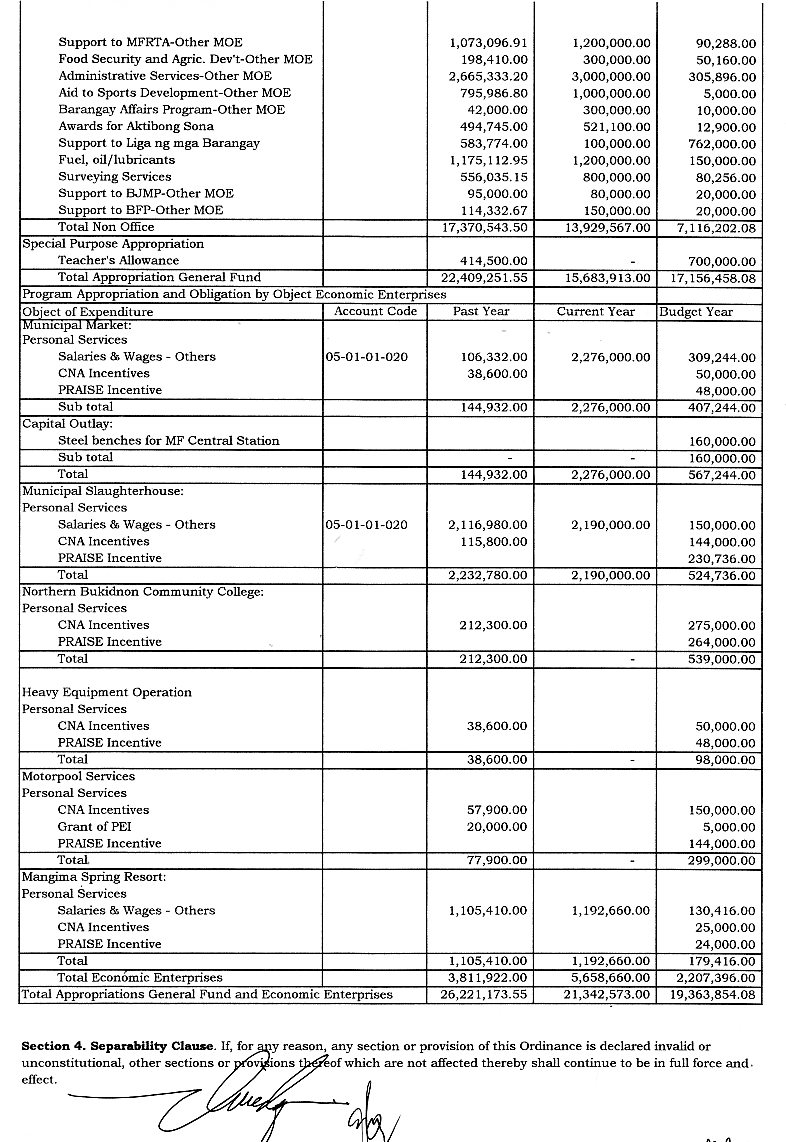 Support to MFRTA-Other MOE 1,073,096.91 1,200,000.00 90,288.00
Food Security and Agric. Dev't-Other MOE 198,410.00 300,000.00 50,160.00
Administrative Services-Other MOE 2,665,333.20 3,000,000.00 305,896.00
Aid to Sports Development-Other MOE 795,986.80 1,000,000.00 5,000.00
Barangay Affairs Program-Other MOE 42,000.00 300,000.00 10,000.00
Awards for Aktibong Sona 494,745.00 521,100.00 12,900.00
Support to Liga ng mga Barangay 583,774.00 100,000.00 762,000.00
Fuel, oil/lubricants 1,175,112.95 1,200,000.00 150,000.00
Surveying Services 556,035.15 800,000.00 80,256.00
Support to BJMP-Other MOE 95,000.00 80,000.00 20,000.00
Support to BFP-Other MOE 114,332.67 150,000.00 20,000.00
Total Non Office 17,370,543.50 13,929,567.00 7,116,202.08
Special Purpose Appropriation
Teacher's Allowance 414,500.00 - 700,000.00
Total Appropriation General Fund 22,409,251.55 15,683,913.00 17,156,458.08
Program Appropriation and Obligation by Object Economic Enterprises
Object of Expenditure Account Code Past Year Current Year Budget Year
Municipal Market:
Personal Services
Salaries & Wages - Others 05-01-01-020 106,332.00 2,276,000.00 309,244.00
CNA Incentives 38,600.00 50,000.00
PRAISE Incentive 48,000.00
Sub total 144,932.00 2,276,000.00 407,244.00
Capital Outlay:
Steel benches for MF Central Station 160,000.00
Sub total - - 160,000.00
Total 144,932.00 2,276,000.00 567,244.00
Municipal Slaughterhouse:
Personal Services
Salaries & Wages - Others 05-01-01-020 2,116,980.00 2,190,000.00 150,000.00
CNA Incentives 115,800.00 144,000.00
PRAISE Incentive 230,736.00
Total 2,232,780.00 2,190,000.00 524,736.00
Northern Bukidnon Community College:
Personal Services
CNA Incentives 212,300.00 275,000.00
PRAISE Incentive 264,000.00
Total 212,300.00 - 539,000.00
Heavy Equipment Operation
Personal Services
CNA Incentives 38,600.00 50,000.00
PRAISE Incentive 48,000.00
Total 38,600.00 - 98,000.00
Motorpool Services
Personal Services
CNA Incentives 57,900.00 150,000.00
Grant of PEI 20,000.00 5,000.00
PRAISE Incentive 144,000.00
Total 77,900.00 - 299,000.00
Mangima Spring Resort:
Personal Services
Salaries & Wages - Others 1,105,410.00 1,192,660.00 130,416.00
CNA Incentives 25,000.00
PRAISE Incentive 24,000.00
Total 1,105,410.00 1,192,660.00 179,416.00
Total Economic Enterprises 3,811,922.00 5,658,660.00 2,207,396.00
Total Appropriations General Fund and Economic Enterprises 26,221,173.55 21,342,573.00 19,363,854.08
Section 4. Separability Clause. If, for any reason, any section or provision of this Ordinance is declared invalid or
unconstitutional, other sections or provisions thereof which are not affected thereby shall continue to be in full force and
effect.